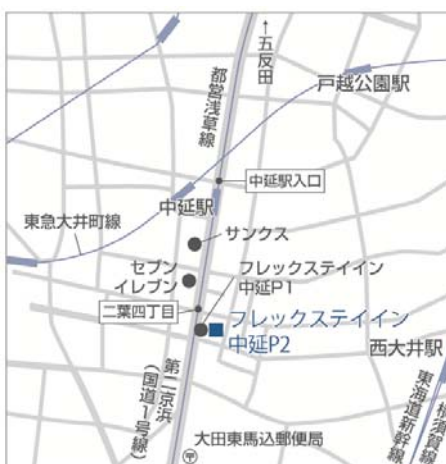 ←五反田
戸越公園駅
都営浅草線
中延駅入口
中延駅
東急大井町線
サンクス
セブン
イレブン
フレックステイイン
中延P1
二葉四丁目
フレックステイイン
中延P2
西大井駅
第二京浜
（国道1号線）
東海道新幹線
横須賀線
大田東馬込郵便局
〒